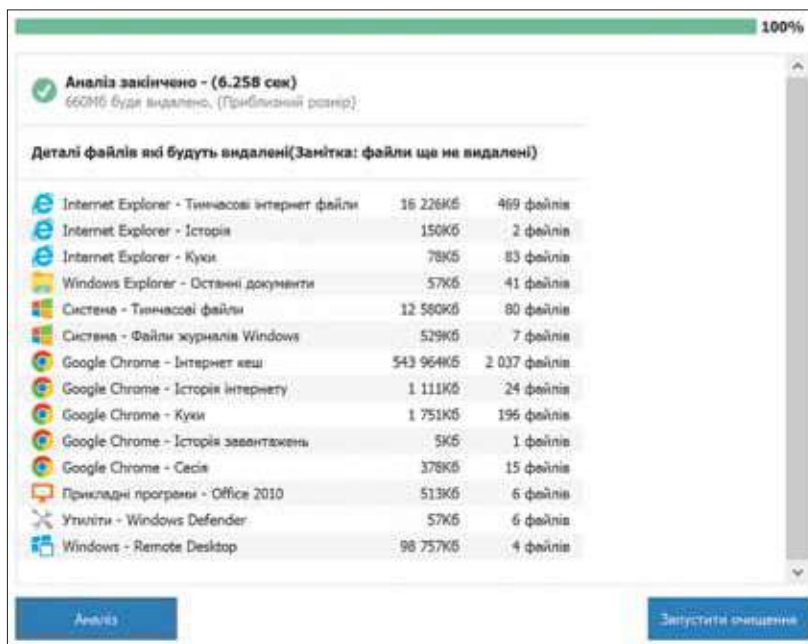 100%
Аналіз закінчено - (6.258 сек)
660Мб буде видалено. (Приблизний розмір)
Деталі файлів які будуть видалені(Замітка: файли ще не видалені)
Internet Explorer - Тимчасові інтернет файли 16 226Кб 469 файлів
Internet Explorer - Історія 150Кб 2 файлів
Internet Explorer - Куки 78Кб 83 файлів
Windows Explorer - Останні документи 57Кб 41 файлів
Система - Тимчасові файли 12 580Кб 80 файлів
Система - Файли журналів Windows 529Кб 7 файлів
Google Chrome - Інтернет кеш 543 964Кб 2 037 файлів
Google Chrome - Історія інтернету 1 111Кб 24 файлів
Google Chrome - Куки 1 751Кб 196 файлів
Google Chrome - Історія завантажень 5Кб 1 файлів
Google Chrome - Сесія 378Кб 15 файлів
Прикладні програми - Office 2010 513Кб 6 файлів
Утиліти - Windows Defender 57Кб 6 файлів
Windows - Remote Desktop 98 757Кб 4 файлів
Аналіз Запустити очищення